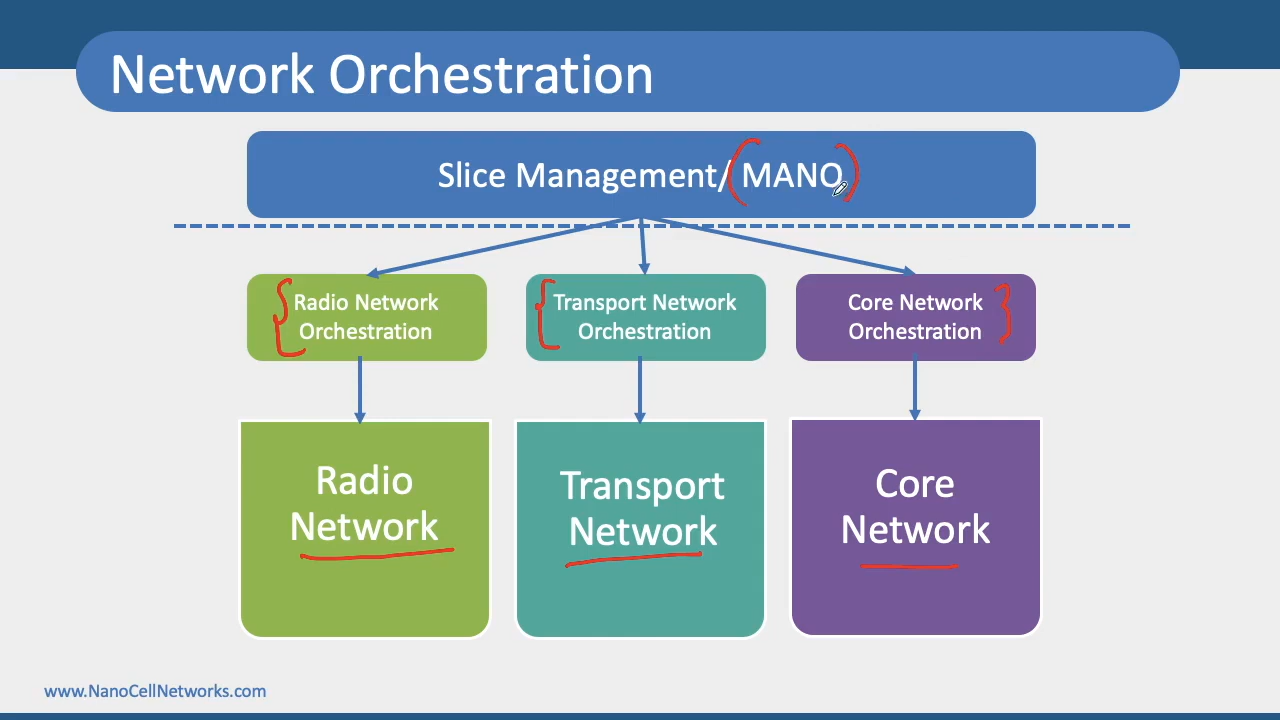 Network Orchestration
Slice Management/ MANO
Radio Network
Orchestration
Transport Network
Orchestration
Core Network
Orchestration
Radio
Network
Transport
Network
Core
Network
www.NanoCellNetworks.com